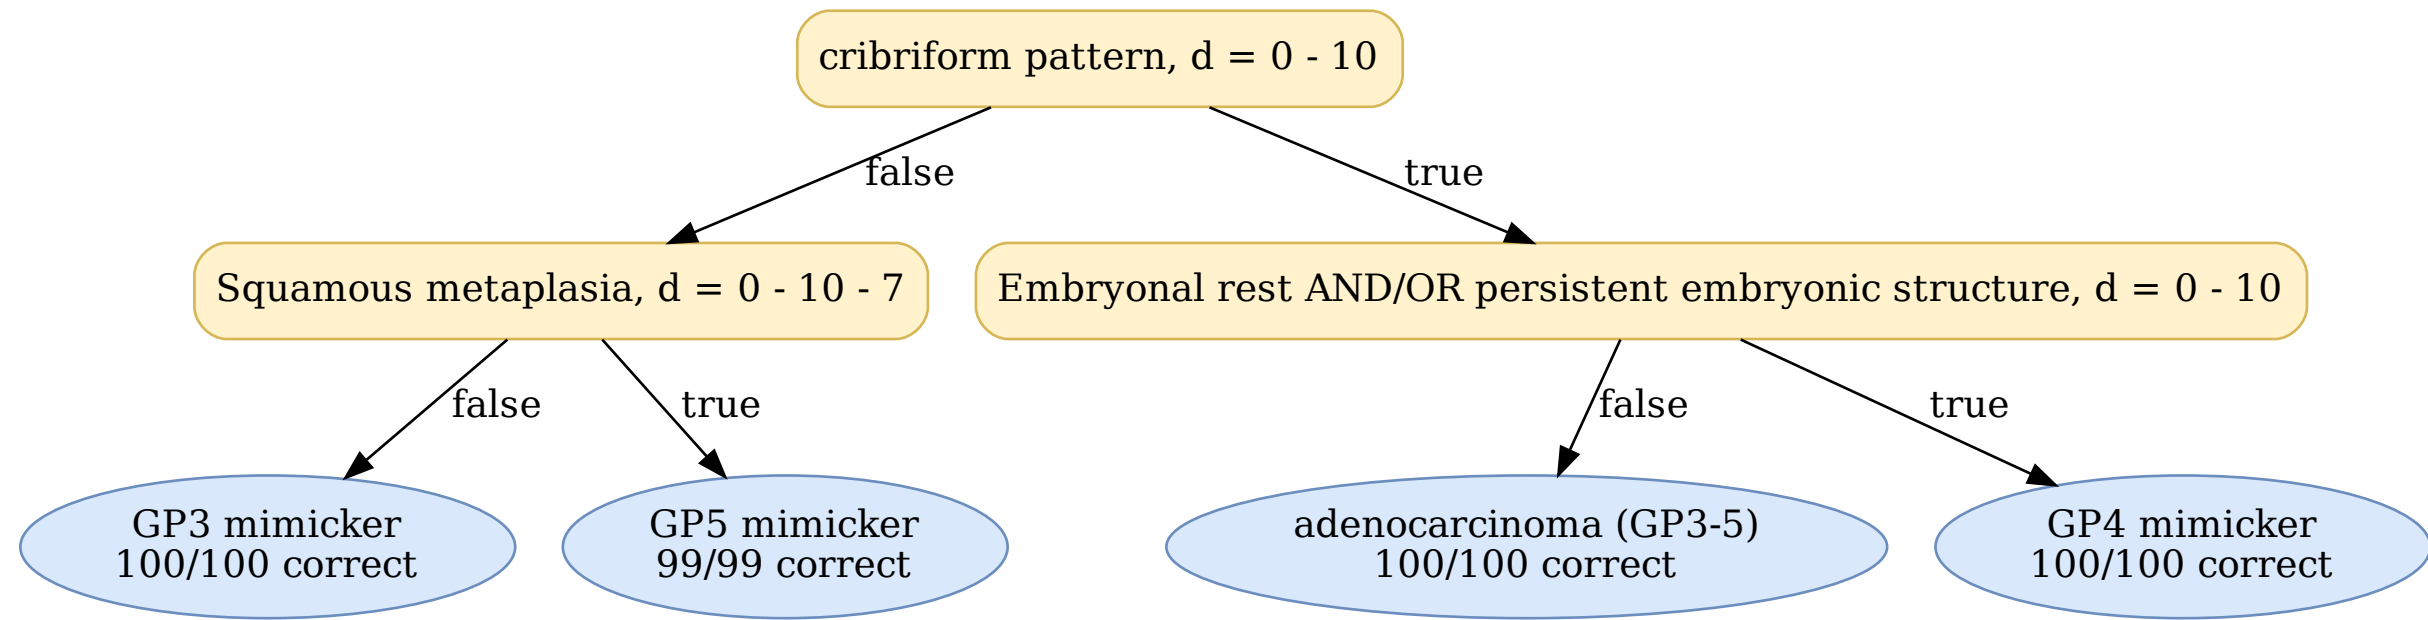 cribriform pattern, d = 0 - 10
false
true
Squamous metaplasia, d = 0 - 10 - 7
Embryonal rest AND/OR persistent embryonic structure, d = 0 - 10
false
true
false
true
GP3 mimicker
100/100 correct
GP5 mimicker
99/99 correct
adenocarcinoma (GP3-5)
100/100 correct
GP4 mimicker
100/100 correct